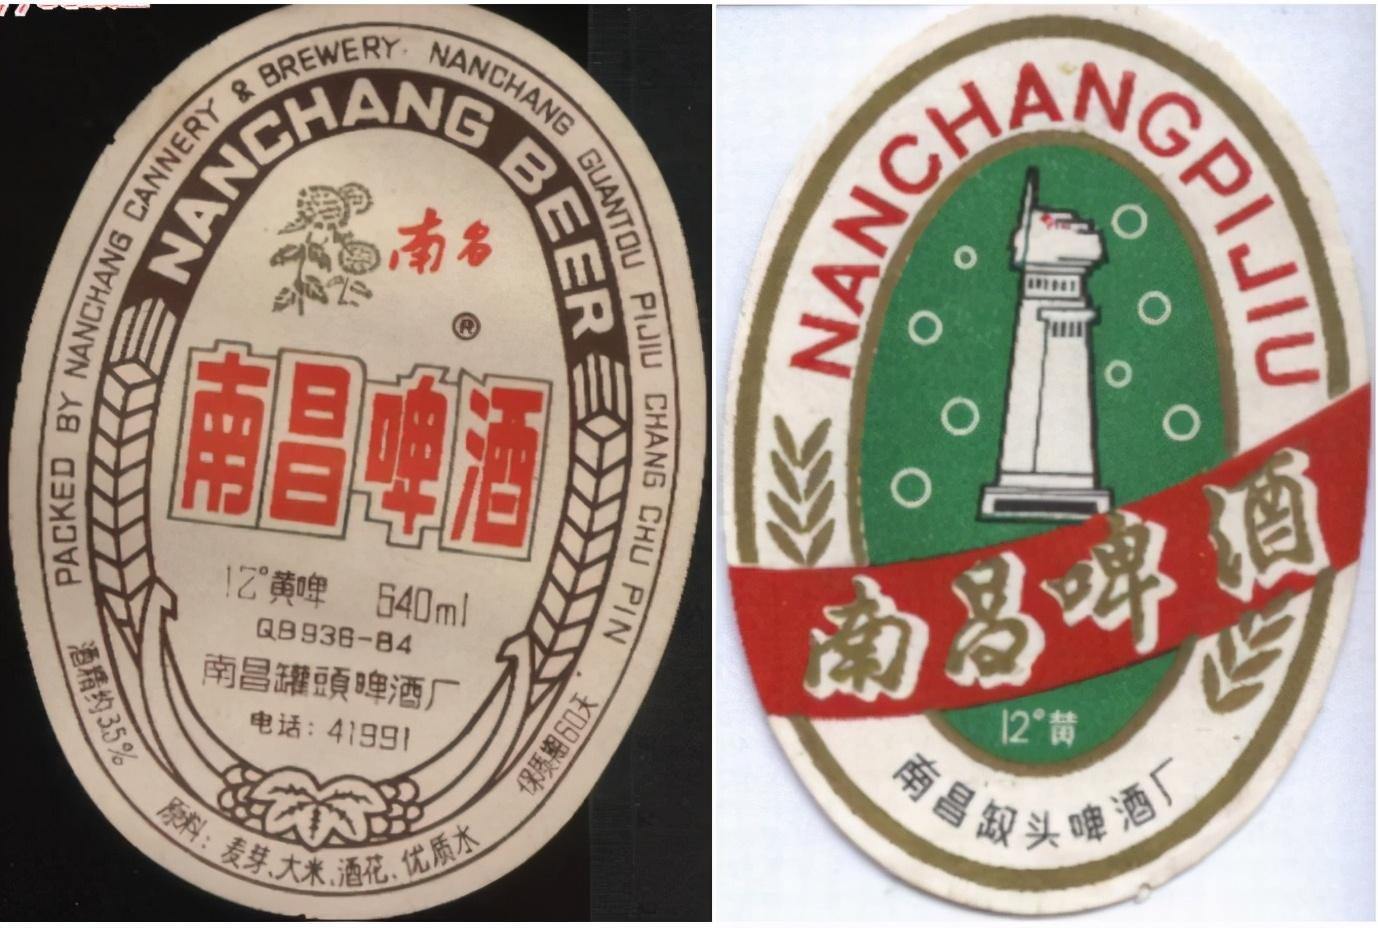 PACKED BY NANCHANG CANNERY & BREWERY NANCHANG GUANTOU PIJIU CHANG CHU PIN
NANCHANG BEER
南昌
®
南昌啤酒
12°黄啤 640ml
QB936-84
南昌罐頭啤酒厂
电话：41991
酒精约3.5%
原料：麦芽、大米、酒花、优质水
保质期60天
NANCHANGPIJIU
南昌啤酒
12°黄
南昌罐头啤酒厂